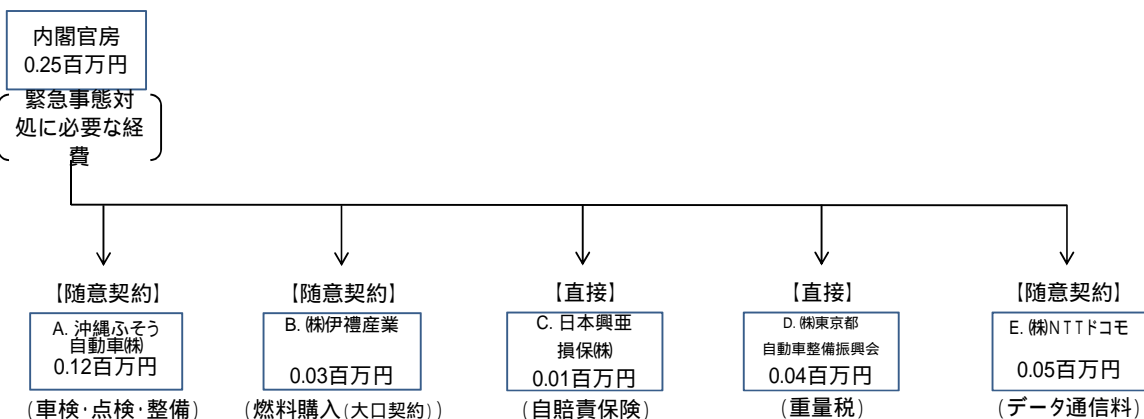 内閣官房
0.25百万円
緊急事態対
処に必要な経
費
【随意契約】
A. 沖縄ふそう
自動車㈱
0.12百万円
(車検・点検・整備)
【随意契約】
B. ㈱伊禮産業
0.03百万円
(燃料購入(大口契約))
【直接】
C. 日本興亜
損保㈱
0.01百万円
(自賠責保険)
【直接】
D. ㈱東京都
自動車整備振興会
0.04百万円
(重量税)
【随意契約】
E. ㈱NTTドコモ
0.05百万円
(データ通信料)